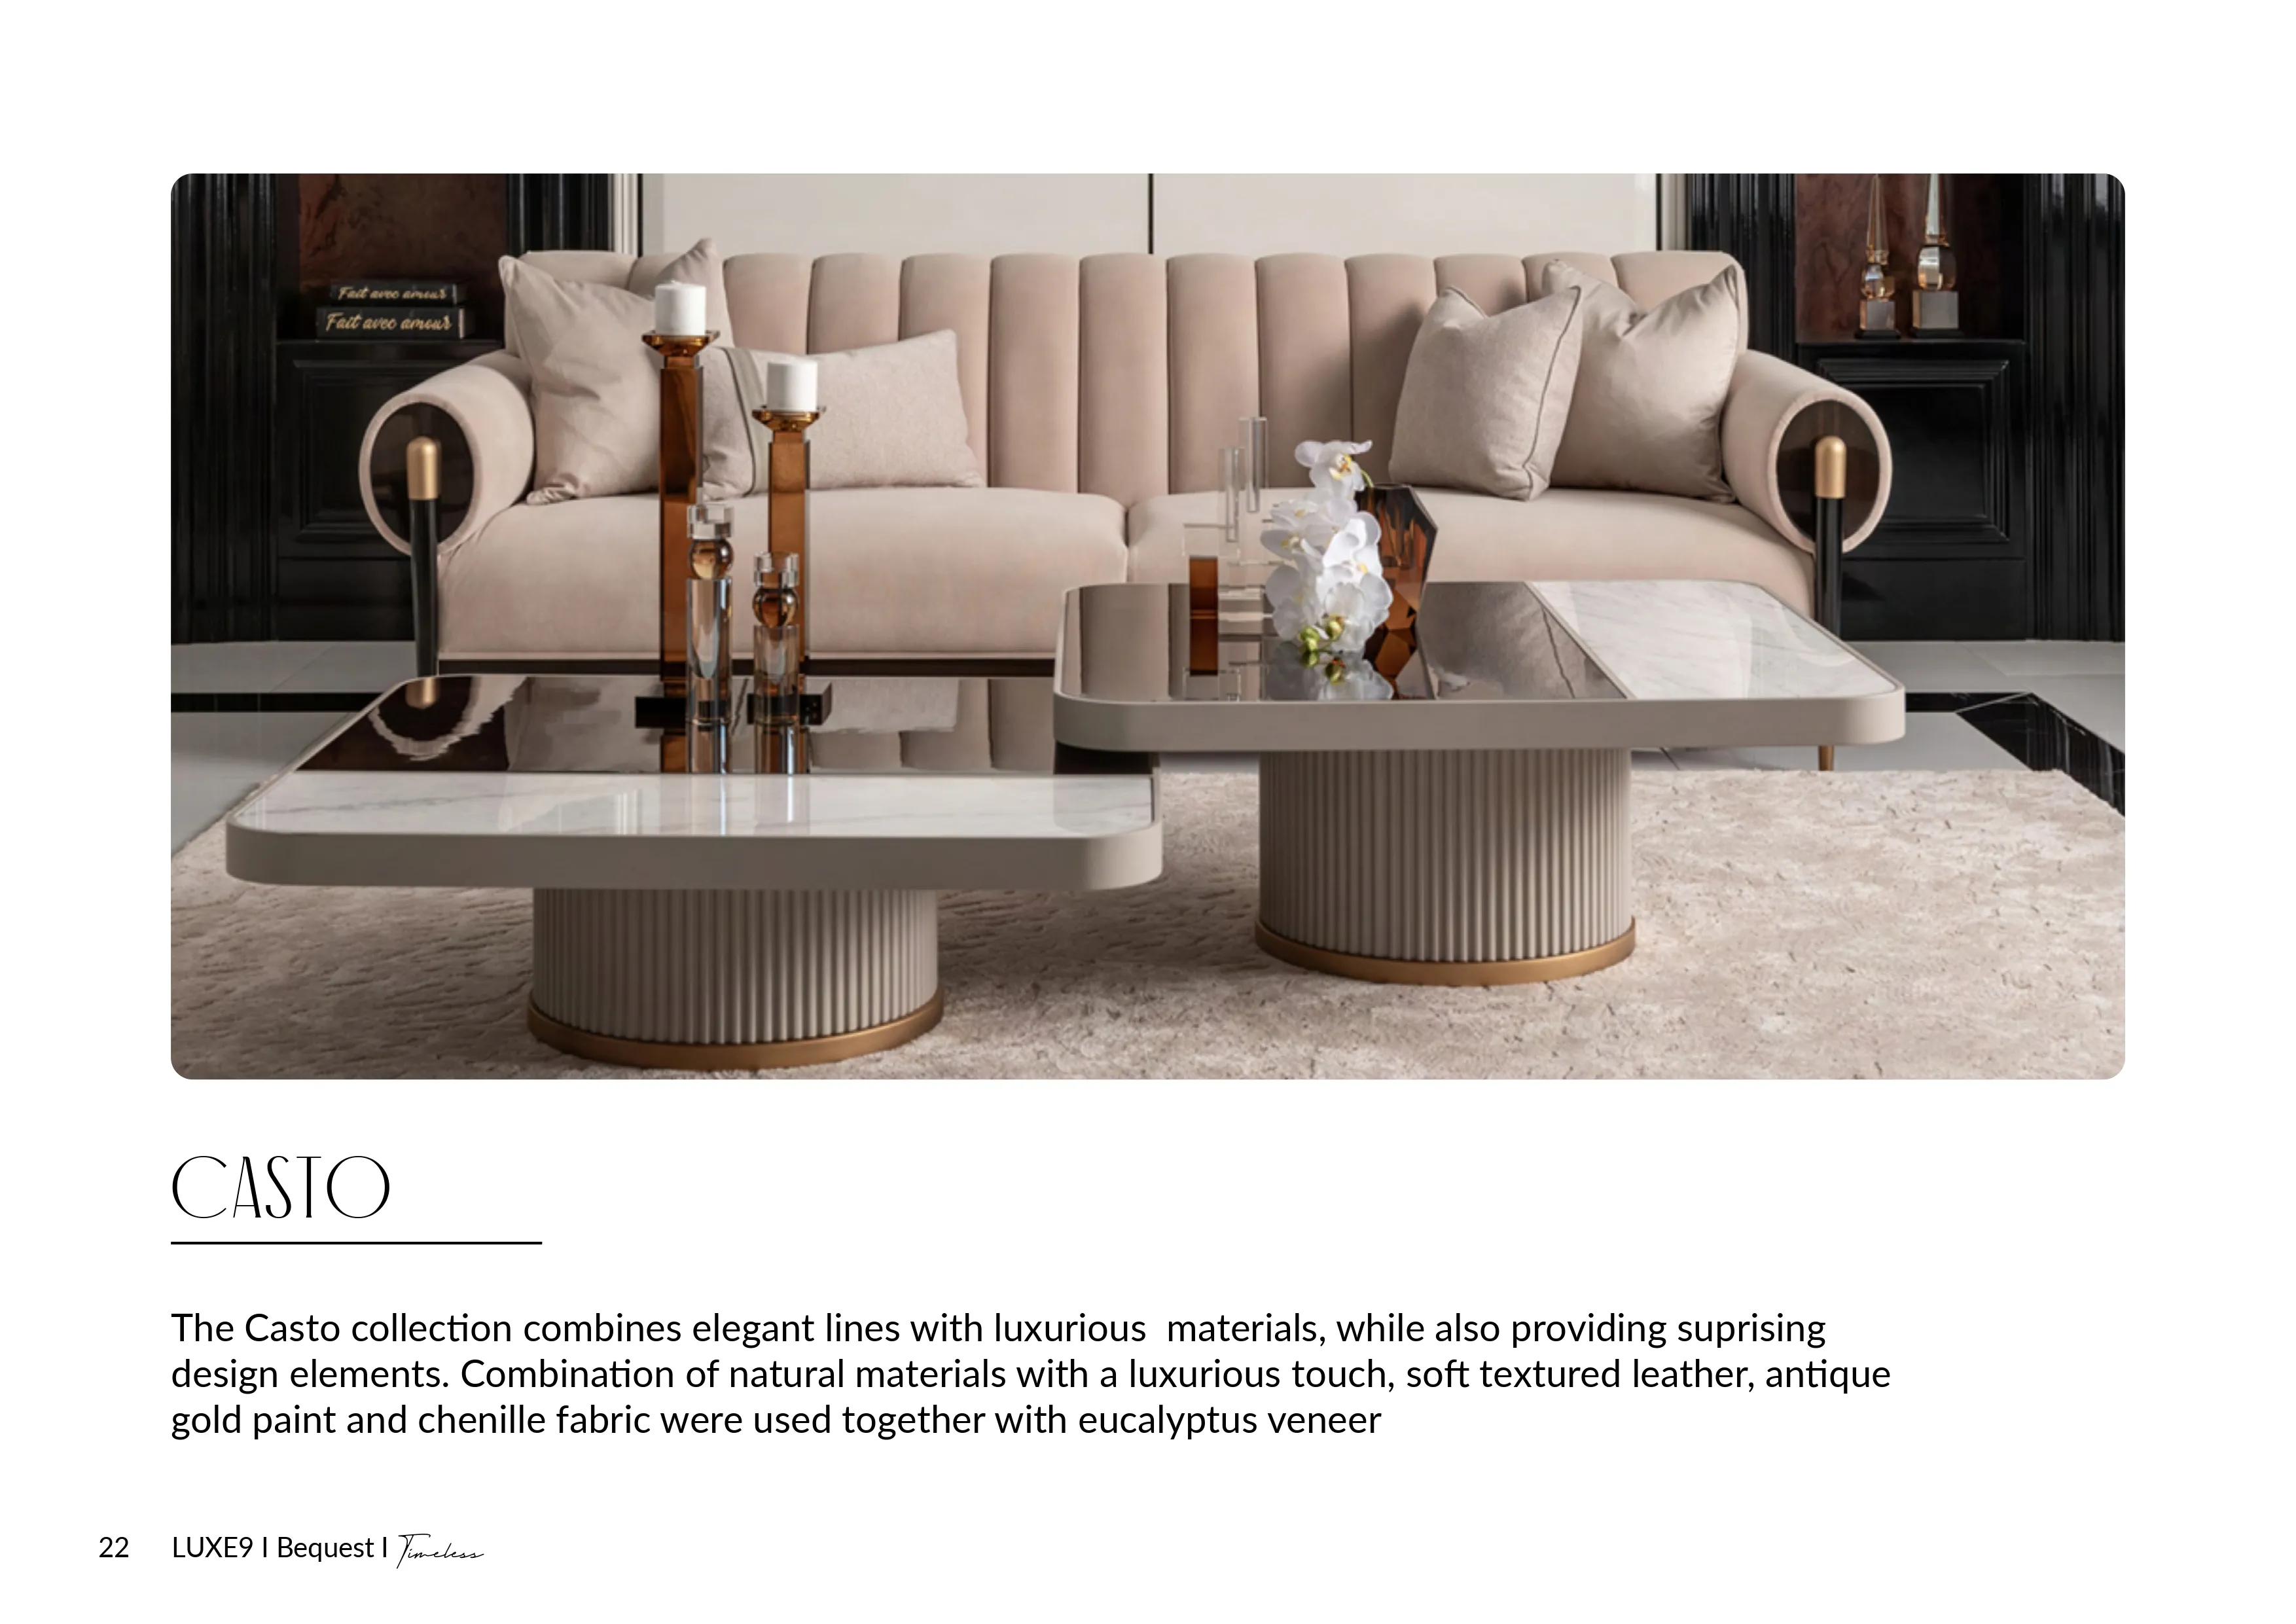 Fait avec amour
Fait avec amour
CASTO
The Casto collection combines elegant lines with luxurious  materials, while also providing suprising
design elements. Combination of natural materials with a luxurious touch, soft textured leather, antique
gold paint and chenille fabric were used together with eucalyptus veneer
22 LUXE9 I Bequest I Timeless